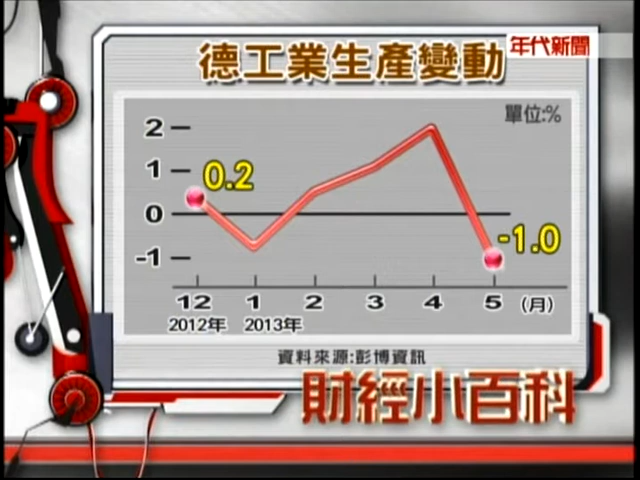 年代新聞
德工業生產變動
單位:%
2
1
0
-1
0.2
-1.0
12 1 2 3 4 5 (月)
2012年 2013年
資料來源:彭博資訊
財經小百科